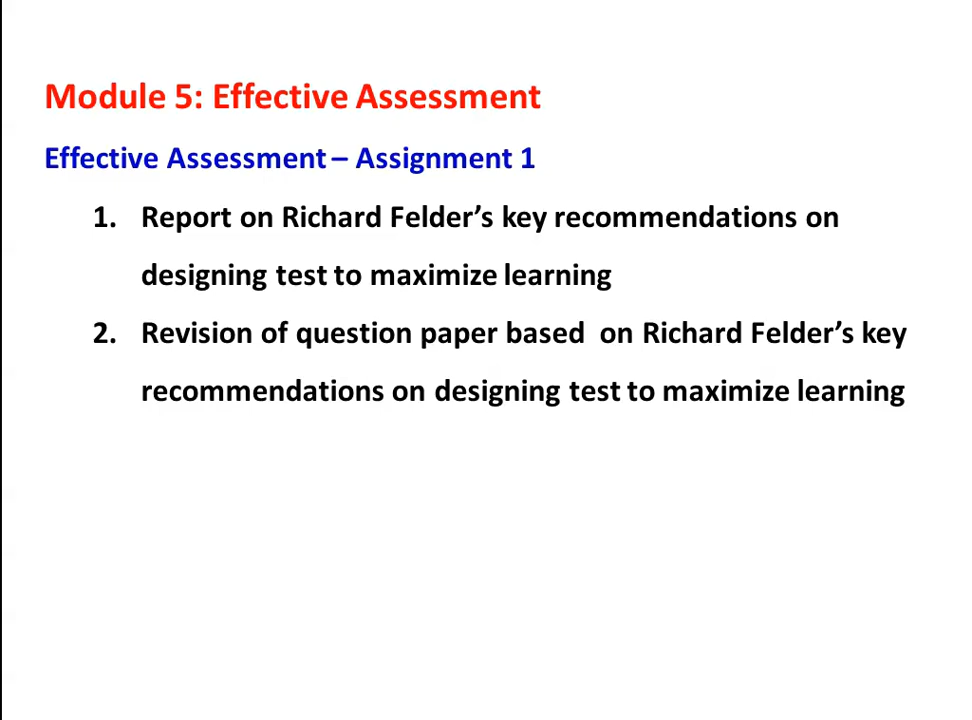 Module 5: Effective Assessment
Effective Assessment – Assignment 1
1. Report on Richard Felder’s key recommendations on
designing test to maximize learning
2. Revision of question paper based on Richard Felder’s key
recommendations on designing test to maximize learning